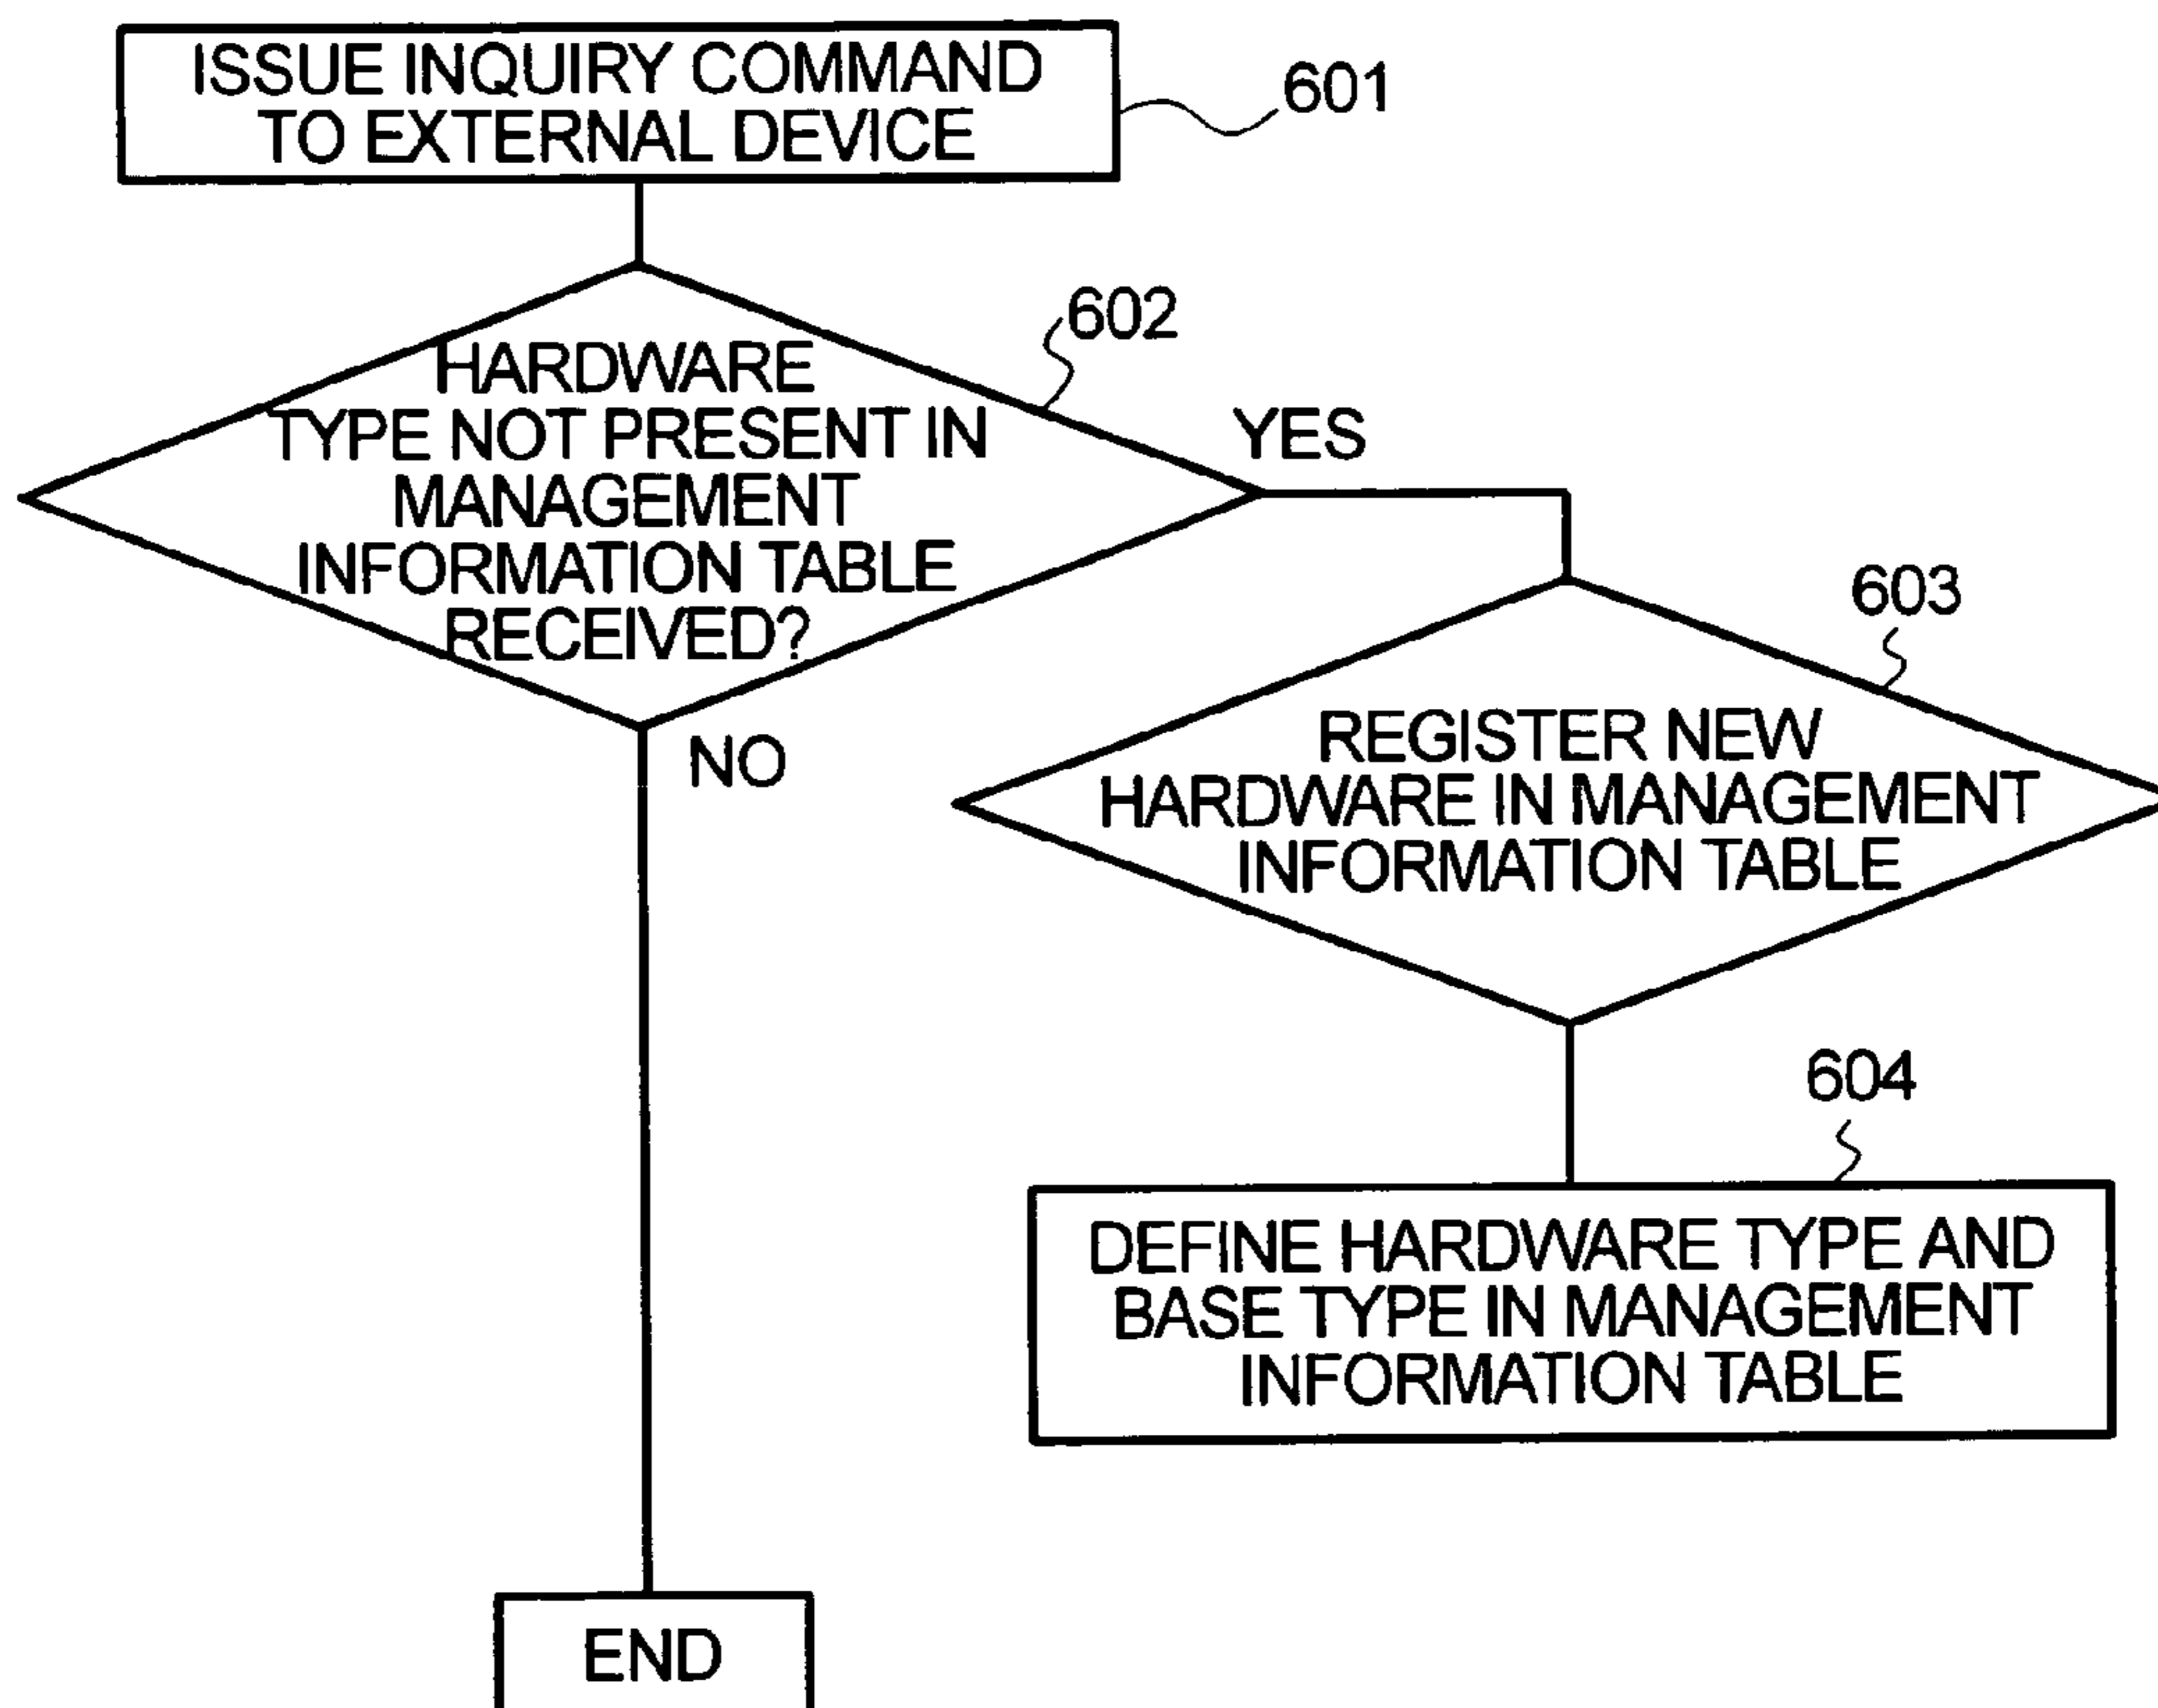 ISSUE INQUIRY COMMAND
TO EXTERNAL DEVICE
601
602
HARDWARE
TYPE NOT PRESENT IN
MANAGEMENT
INFORMATION TABLE
RECEIVED?
YES
NO
603
REGISTER NEW
HARDWARE IN MANAGEMENT
INFORMATION TABLE
604
DEFINE HARDWARE TYPE AND
BASE TYPE IN MANAGEMENT
INFORMATION TABLE
END